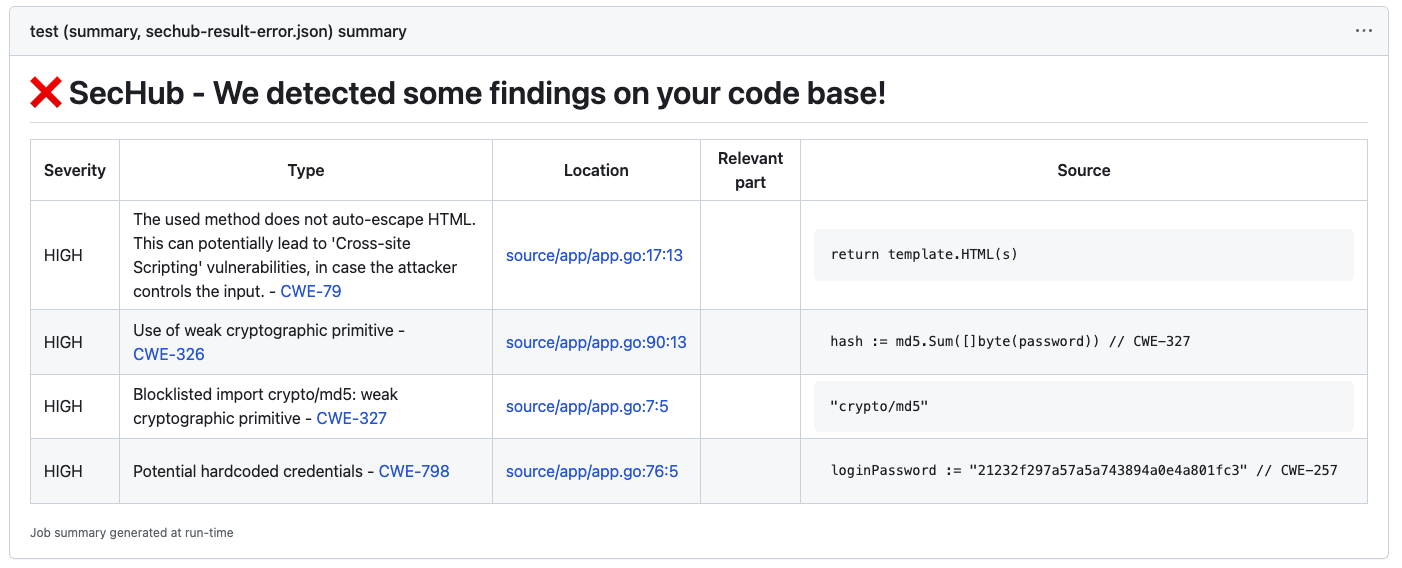 test (summary, sechub-result-error.json) summary
...
❌ SecHub - We detected some findings on your code base!
Severity Type Location Relevant part Source
HIGH
The used method does not auto-escape HTML.
This can potentially lead to 'Cross-site
Scripting' vulnerabilities, in case the attacker
controls the input. - CWE-79
source/app/app.go:17:13
return template.HTML(s)
HIGH
Use of weak cryptographic primitive -
CWE-326
source/app/app.go:90:13
hash := md5.Sum([]byte(password)) // CWE-327
HIGH
Blocklisted import crypto/md5: weak
cryptographic primitive - CWE-327
source/app/app.go:7:5
"crypto/md5"
HIGH
Potential hardcoded credentials - CWE-798
source/app/app.go:76:5
loginPassword := "21232f297a57a5a743894a0e4a801fc3" // CWE-257
Job summary generated at run-time